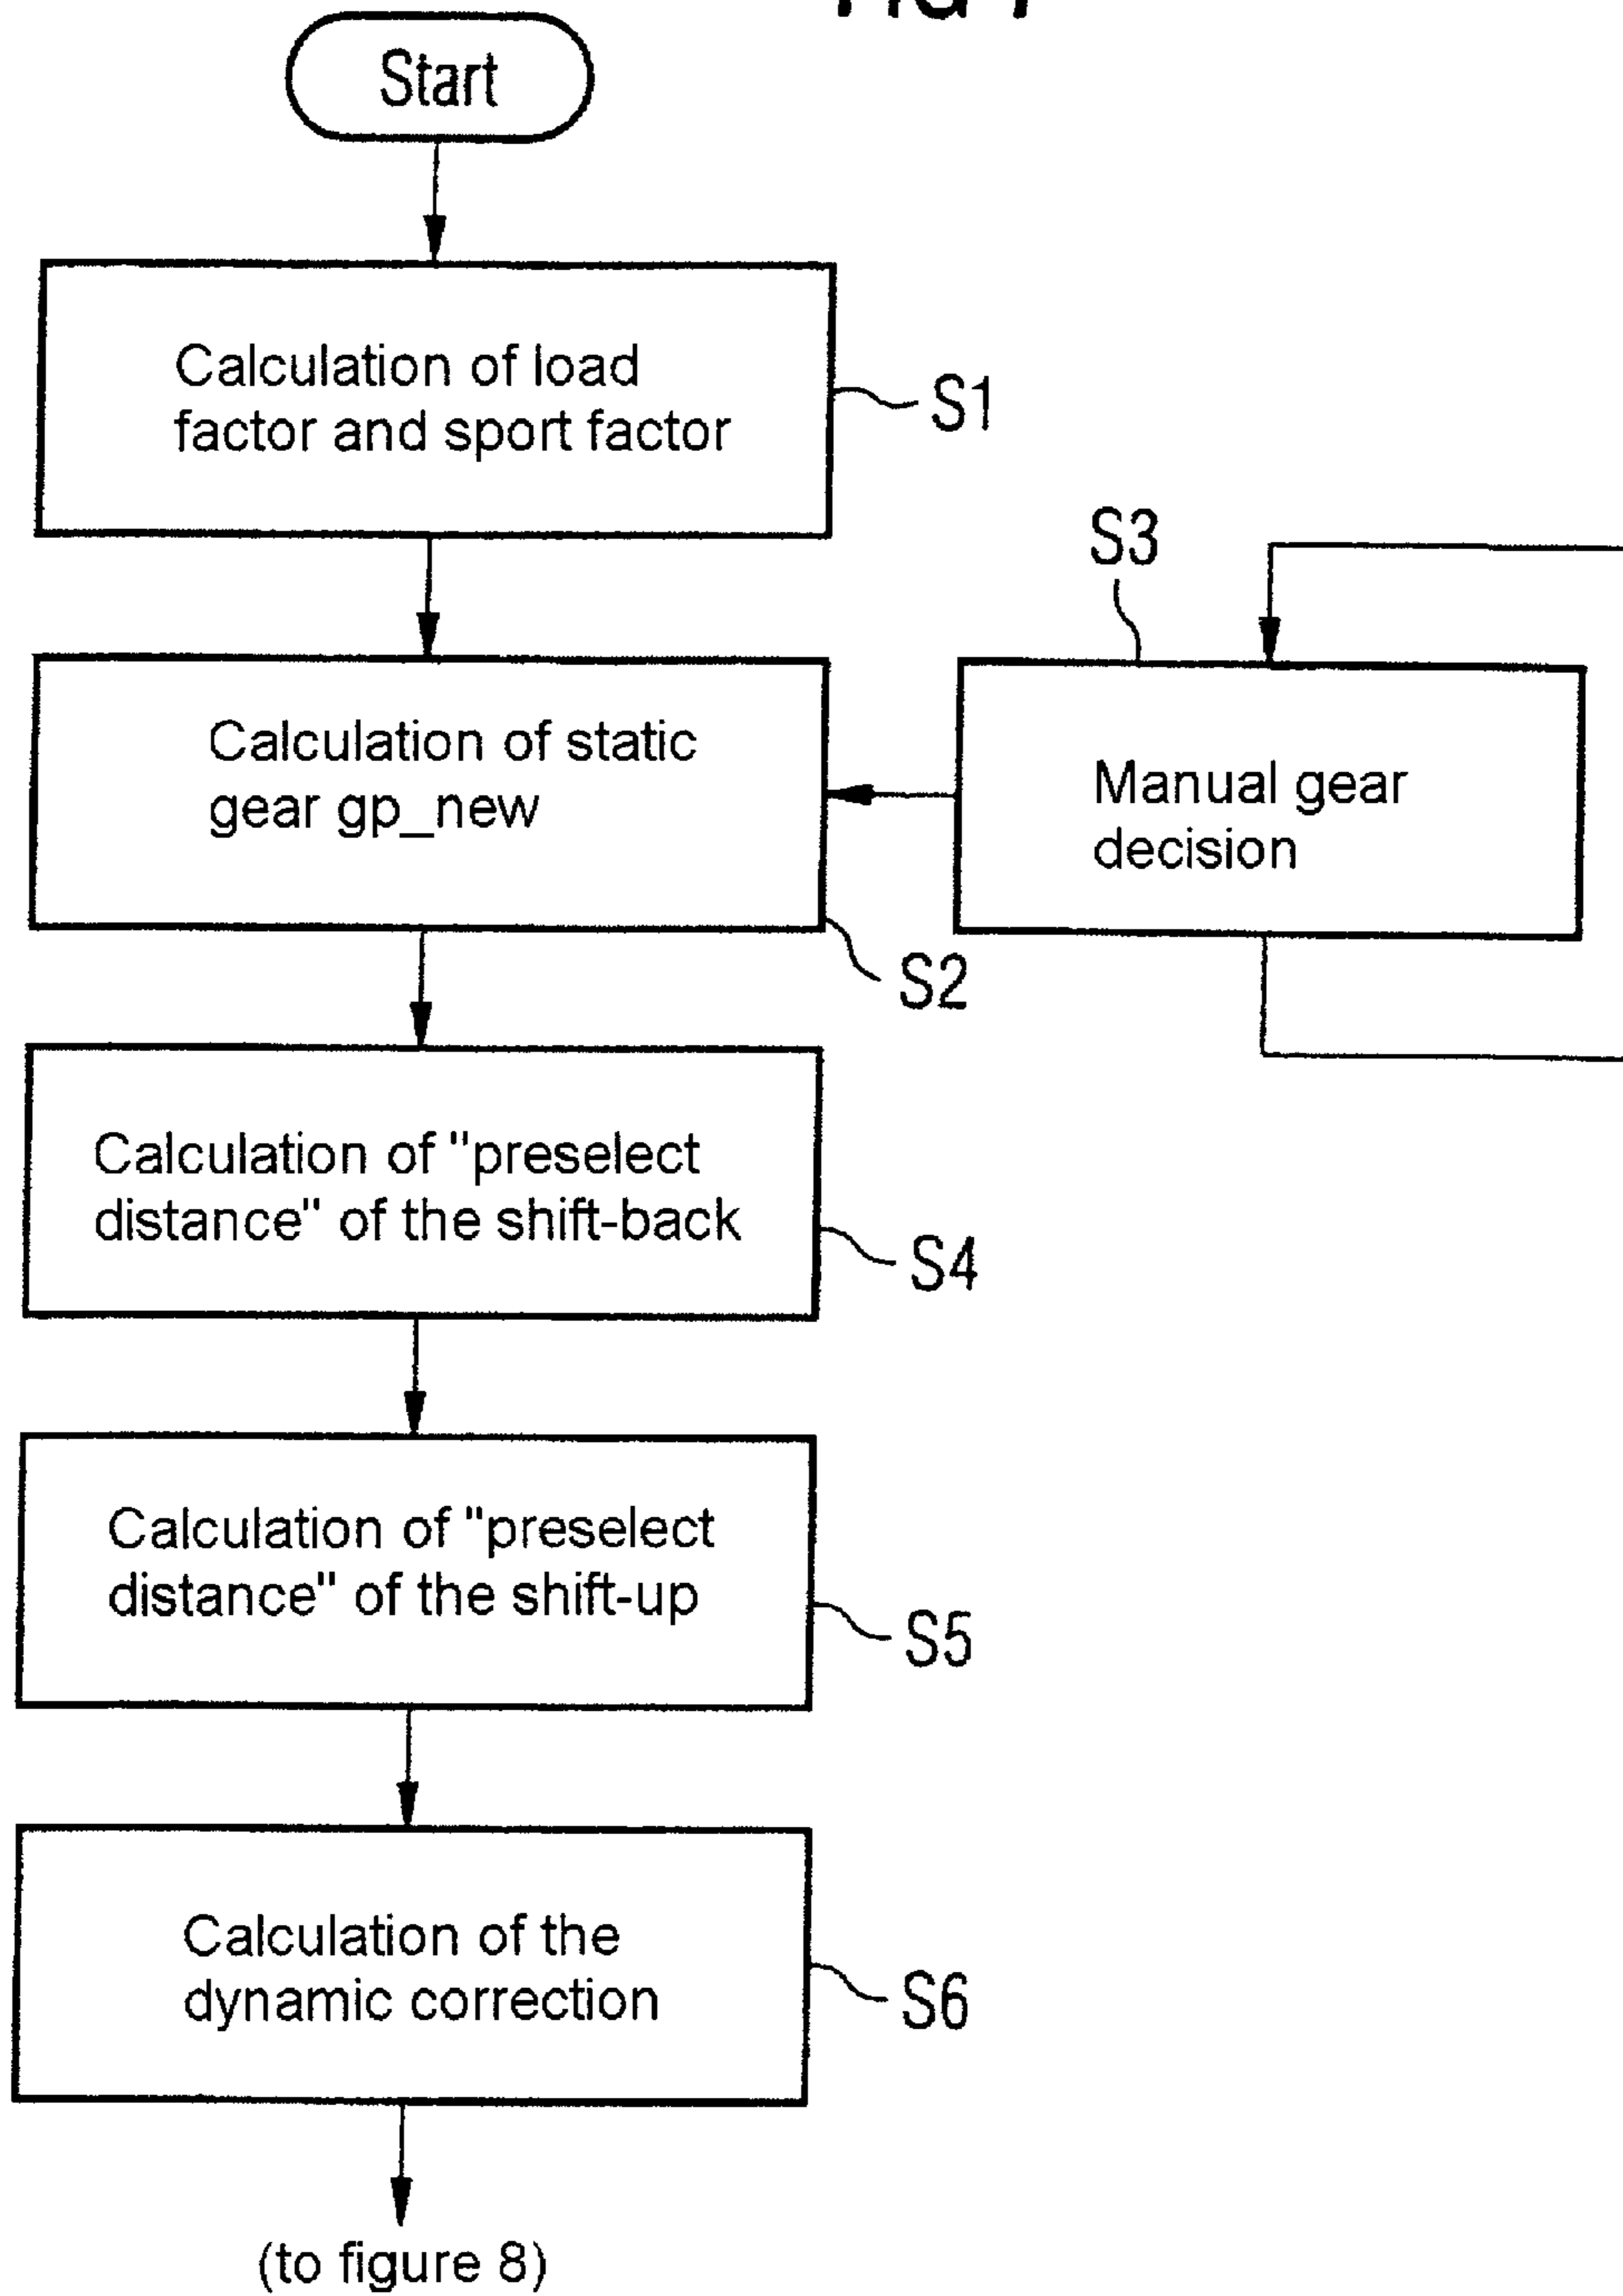 Start
Calculation of load
factor and sport factor
S1
S3
Calculation of static
gear gp_new
Manual gear
decision
S2
Calculation of "preselect
distance" of the shift-back
S4
Calculation of "preselect
distance" of the shift-up
S5
Calculation of the
dynamic correction
S6
(to figure 8)